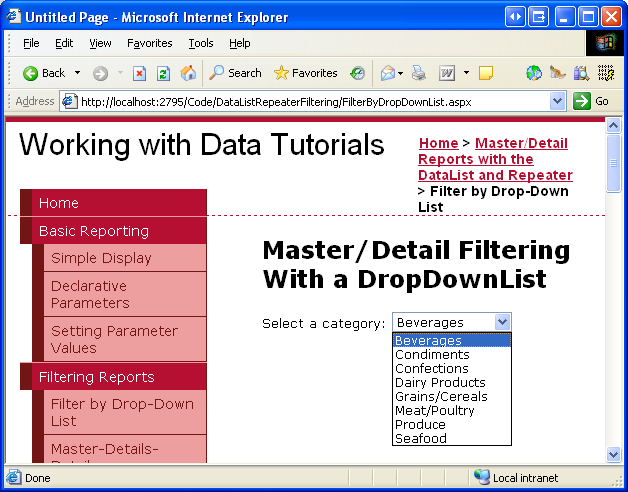 Untitled Page - Microsoft Internet Explorer
File Edit View Favorites Tools Help
Back Search Favorites
Address http://localhost:2795/Code/DataListRepeaterFiltering/FilterByDropDownList.aspx Go
Working with Data Tutorials
Home > Master/Detail
Reports with the
DataList and Repeater
> Filter by Drop-Down
List
Home
Basic Reporting
Simple Display
Declarative
Parameters
Setting Parameter
Values
Filtering Reports
Filter by Drop-Down
List
Master-Details-
Master/Detail Filtering
With a DropDownList
Select a category: Beverages
Beverages
Condiments
Confections
Dairy Products
Grains/Cereals
Meat/Poultry
Produce
Seafood
Done Local intranet